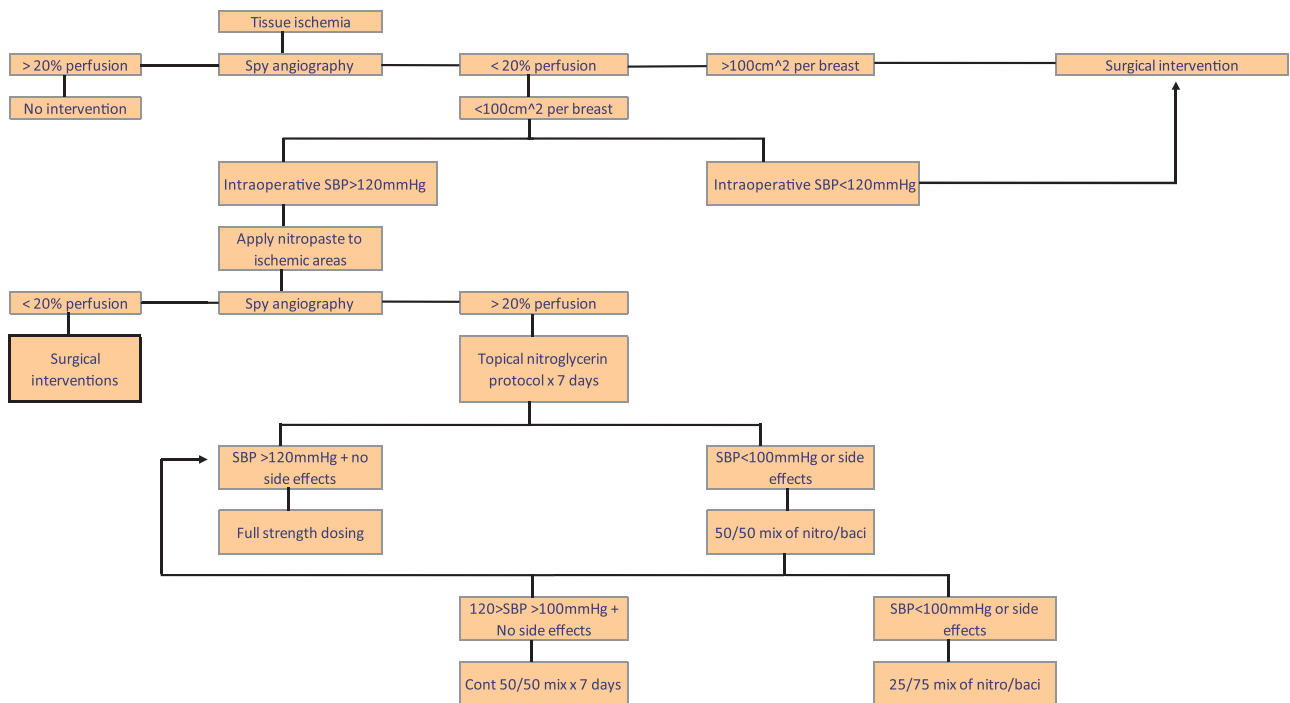 Tissue ischemia
> 20% perfusion
Spy angiography
< 20% perfusion
>100cm^2 per breast
Surgical intervention
No intervention
<100cm^2 per breast
Intraoperative SBP>120mmHg
Intraoperative SBP<120mmHg
Apply nitropaste to
ischemic areas
< 20% perfusion
Spy angiography
> 20% perfusion
Surgical
interventions
Topical nitroglycerin
protocol x 7 days
SBP >120mmHg + no
side effects
SBP<100mmHg or side
effects
Full strength dosing
50/50 mix of nitro/baci
120>SBP >100mmHg +
No side effects
SBP<100mmHg or side
effects
Cont 50/50 mix x 7 days
25/75 mix of nitro/baci